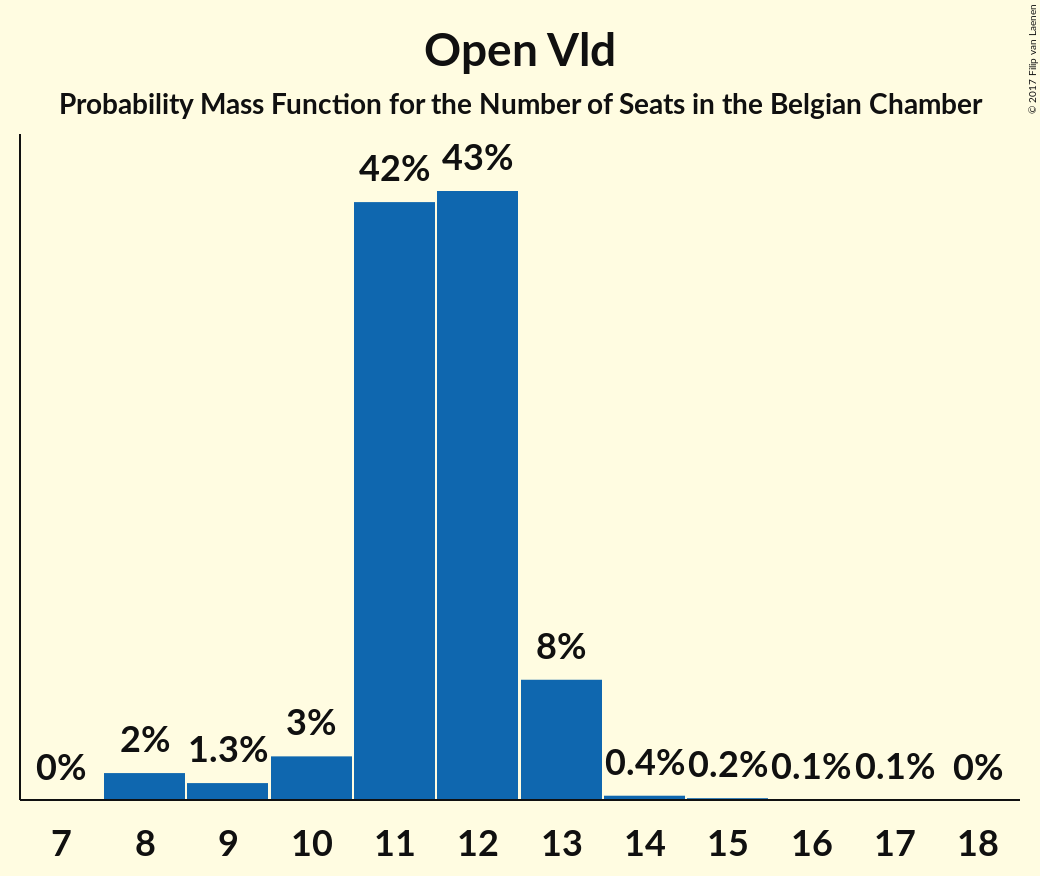 Open Vld
Probability Mass Function for the Number of Seats in the Belgian Chamber
© 2017 Filip van Laenen
0% 2% 1.3% 3% 42% 43% 8% 0.4% 0.2% 0.1% 0.1% 0%
7 8 9 10 11 12 13 14 15 16 17 18